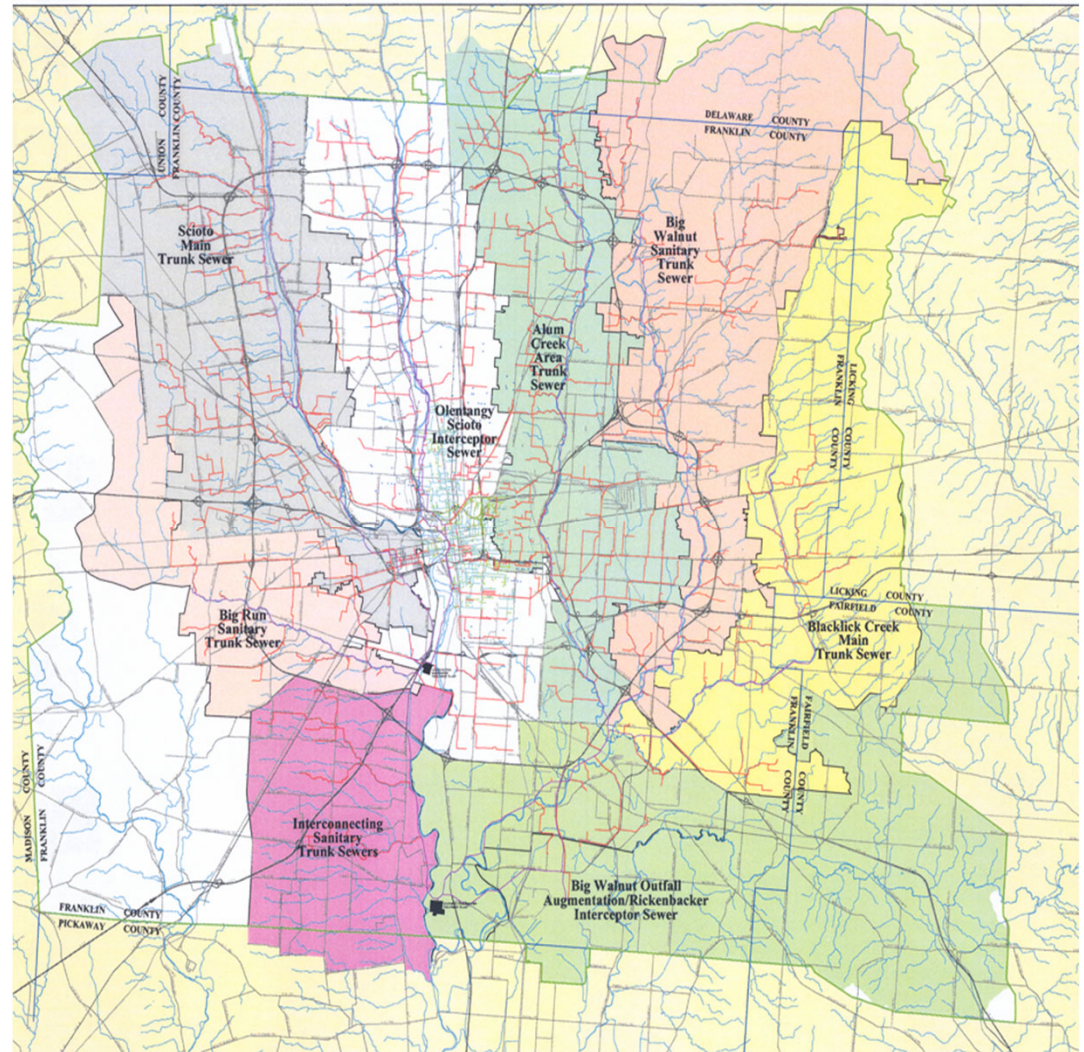 DELAWARE COUNTY
FRANKLIN COUNTY
UNION COUNTY
FRANKLIN COUNTY
Scioto
Main
Trunk Sewer
Big
Walnut
Sanitary
Trunk
Sewer
Alum
Creek
Area
Trunk
Sewer
LICKING COUNTY
FRANKLIN COUNTY
Olentangy
Scioto
Interceptor
Sewer
LICKING COUNTY
FAIRFIELD COUNTY
Big Run
Sanitary
Trunk Sewer
Blacklick Creek
Main
Trunk Sewer
FAIRFIELD COUNTY
FRANKLIN COUNTY
MADISON COUNTY
FRANKLIN COUNTY
Interconnecting
Sanitary
Trunk Sewers
Big Walnut Outfall
Augmentation/Rickenbacker
Interceptor Sewer
FRANKLIN COUNTY
PICKAWAY COUNTY